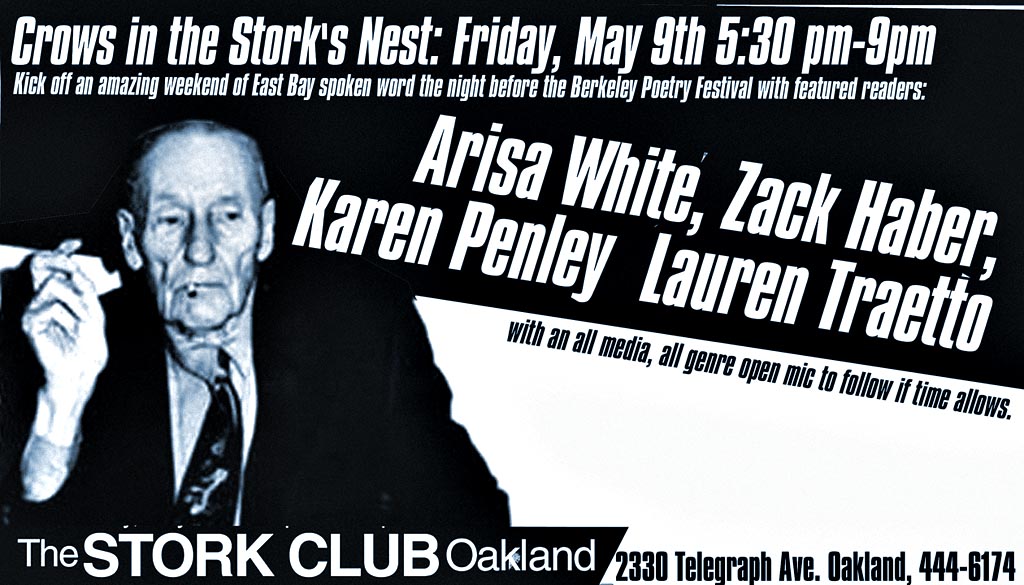 Crows in the Stork's Nest: Friday, May 9th 5:30 pm-9pm
Kick off an amazing weekend of East Bay spoken word the night before the Berkeley Poetry Festival with featured readers:
Arisa White, Zack Haber,
Karen Penley Lauren Traetto
with an all media, all genre open mic to follow if time allows.
The STORK CLUB Oakland
2330 Telegraph Ave. Oakland, 444-6174